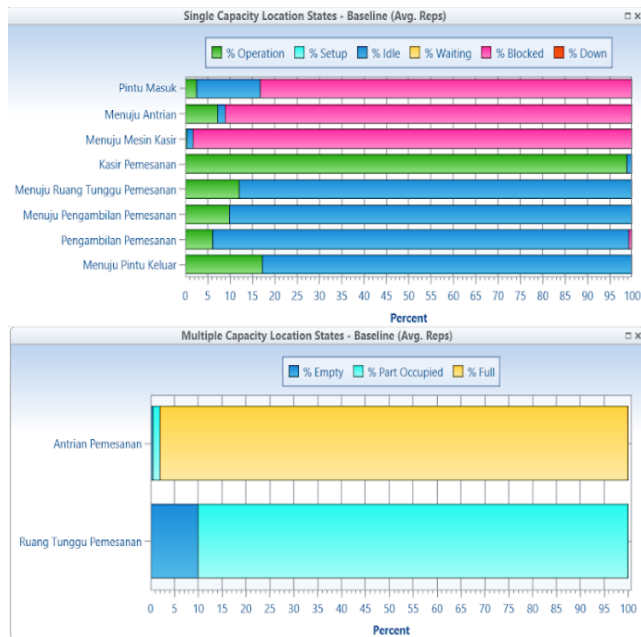 Single Capacity Location States - Baseline (Avg. Reps)
% Operation % Setup % Idle % Waiting % Blocked % Down
Pintu Masuk
Menuju Antrian
Menuju Mesin Kasir
Kasir Pemesanan
Menuju Ruang Tunggu Pemesanan
Menuju Pengambilan Pemesanan
Pengambilan Pemesanan
Menuju Pintu Keluar
0 5 10 15 20 25 30 35 40 45 50 55 60 65 70 75 80 85 90 95 100
Percent
Multiple Capacity Location States - Baseline (Avg. Reps)
% Empty % Part Occupied % Full
Antrian Pemesanan
Ruang Tunggu Pemesanan
0 5 10 15 20 25 30 35 40 45 50 55 60 65 70 75 80 85 90 95 100
Percent